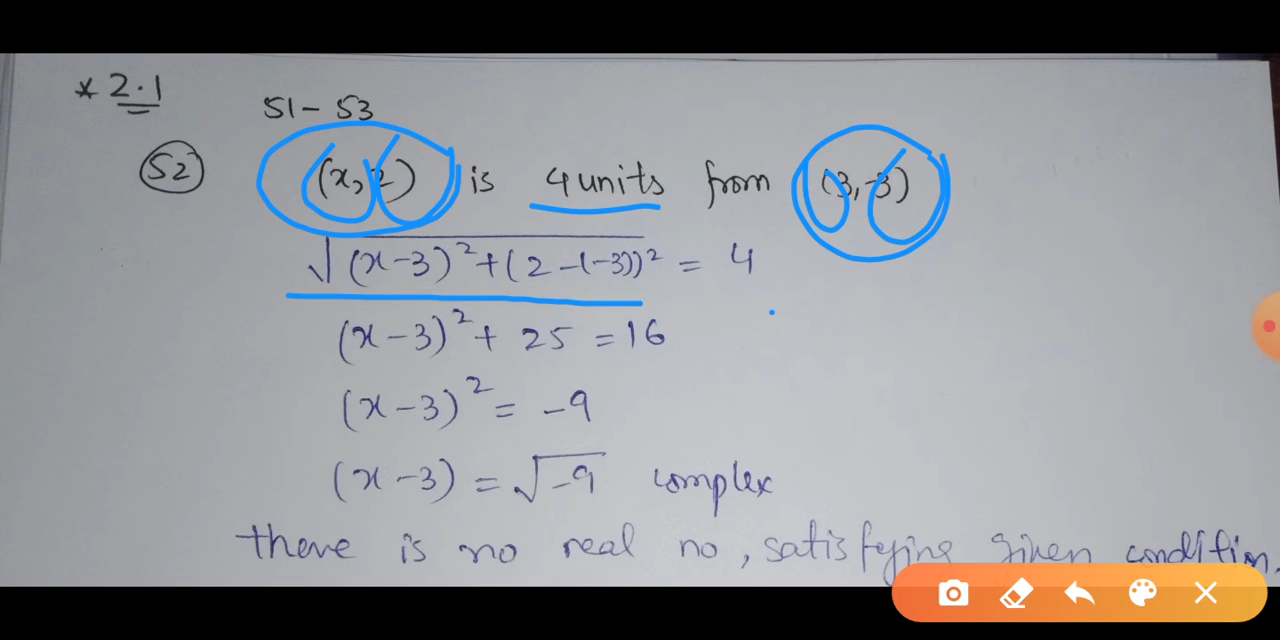 * 2.1
51 - 53
52 (x, 2) is 4 units from (3, -3)
√(x-3)² + (2-(-3))² = 4
(x-3)² + 25 = 16
(x-3)² = -9
(x-3) = √-9 complex
there is no real no, satisfying given condition.